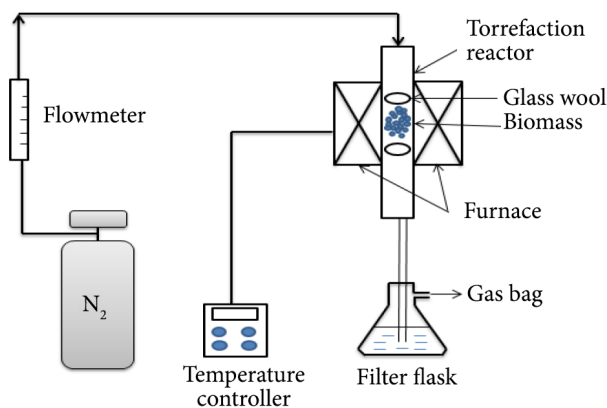 Torrefaction
reactor
Flowmeter
Glass wool
Biomass
Furnace
N₂
Gas bag
Temperature
controller
Filter flask